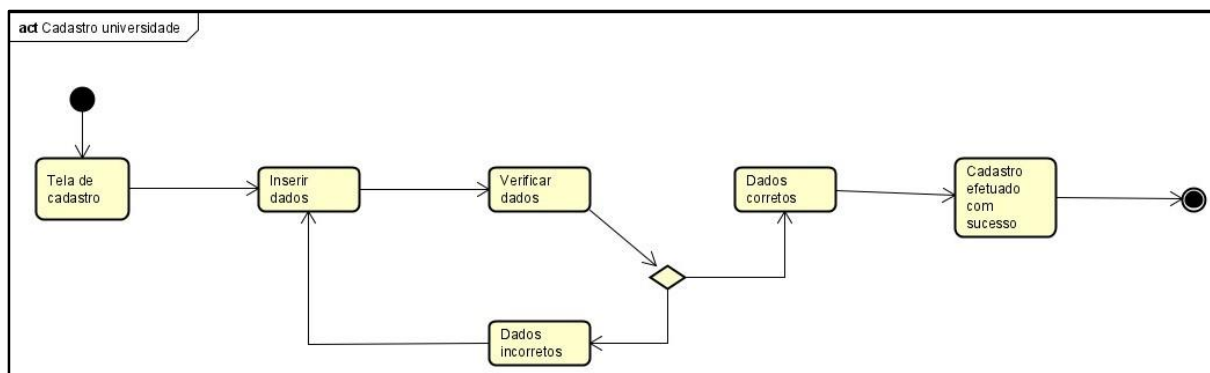 act Cadastro universidade
Tela de
cadastro
Inserir
dados
Verificar
dados
Dados
corretos
Cadastro
efetuado
com
sucesso
Dados
incorretos